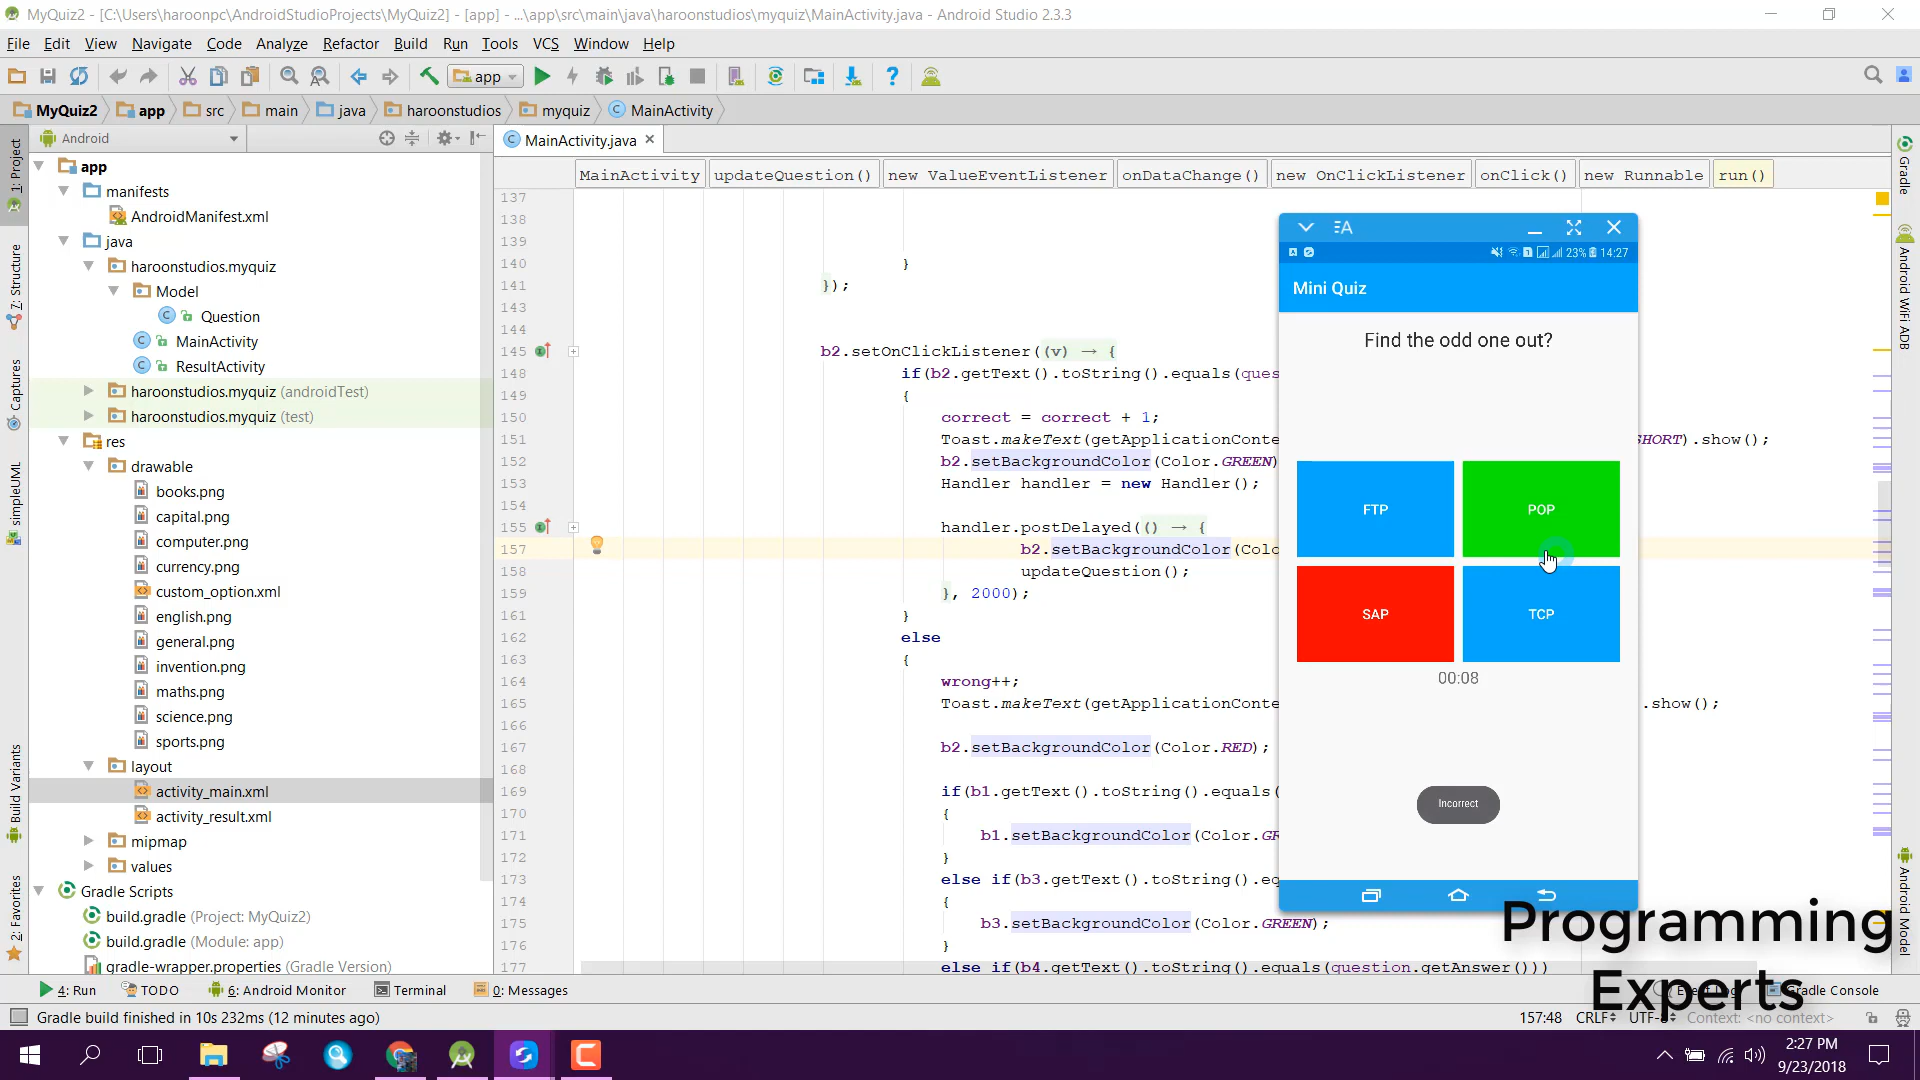 MyQuiz2 - [C:\Users\haroonpc\AndroidStudioProjects\MyQuiz2] - [app] - ...\app\src\main\java\haroonstudios\myquiz\MainActivity.java - Android Studio 2.3.3
File Edit View Navigate Code Analyze Refactor Build Run Tools VCS Window Help
app
MyQuiz2 app src main java haroonstudios myquiz MainActivity
Android
MainActivity.java
MainActivity updateQuestion() new ValueEventListener onDataChange() new OnClickListener onClick() new Runnable run()
1: Project
7: Structure
Captures
simpleUML
Build Variants
2: Favorites
app
manifests
AndroidManifest.xml
java
haroonstudios.myquiz
Model
Question
MainActivity
ResultActivity
haroonstudios.myquiz (androidTest)
haroonstudios.myquiz (test)
res
drawable
books.png
capital.png
computer.png
currency.png
custom_option.xml
english.png
general.png
invention.png
maths.png
science.png
sports.png
layout
activity_main.xml
activity_result.xml
mipmap
values
Gradle Scripts
build.gradle (Project: MyQuiz2)
build.gradle (Module: app)
gradle-wrapper.properties (Gradle Version)
137
138
139
140 }
141 });
143
144
145 b2.setOnClickListener((v) → {
148 if(b2.getText().toString().equals(ques
149 {
150 correct = correct + 1;
151 Toast.makeText(getApplicationConte SHORT).show();
152 b2.setBackgroundColor(Color.GREEN)
153 Handler handler = new Handler();
154
155 handler.postDelayed(() → {
157 b2.setBackgroundColor(Colo
158 updateQuestion();
159 }, 2000);
161 }
162 else
163 {
164 wrong++;
165 Toast.makeText(getApplicationConte .show();
166
167 b2.setBackgroundColor(Color.RED);
168
169 if(b1.getText().toString().equals(
170 {
171 b1.setBackgroundColor(Color.GR
172 }
173 else if(b3.getText().toString().eq
174 {
175 b3.setBackgroundColor(Color.GREEN);
176 }
177 else if(b4.getText().toString().equals(question.getAnswer()))
23% 14:27
Mini Quiz
Find the odd one out?
FTP POP
SAP TCP
00:08
Incorrect
Gradle
Android WiFi ADB
Android Model
Programming
Experts
4: Run TODO 6: Android Monitor Terminal 0: Messages Gradle Console
Gradle build finished in 10s 232ms (12 minutes ago) 157:48 CRLF UTF-8 Context: <no context>
2:27 PM
9/23/2018